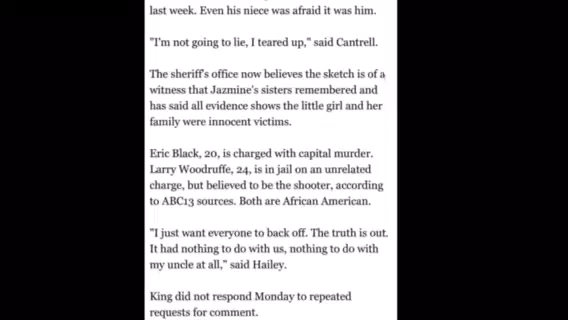 last week. Even his niece was afraid it was him.
"I'm not going to lie, I teared up," said Cantrell.
The sheriff's office now believes the sketch is of a
witness that Jazmine's sisters remembered and
has said all evidence shows the little girl and her
family were innocent victims.
Eric Black, 20, is charged with capital murder.
Larry Woodruffe, 24, is in jail on an unrelated
charge, but believed to be the shooter, according
to ABC13 sources. Both are African American.
"I just want everyone to back off. The truth is out.
It had nothing to do with us, nothing to do with
my uncle at all," said Hailey.
King did not respond Monday to repeated
requests for comment.